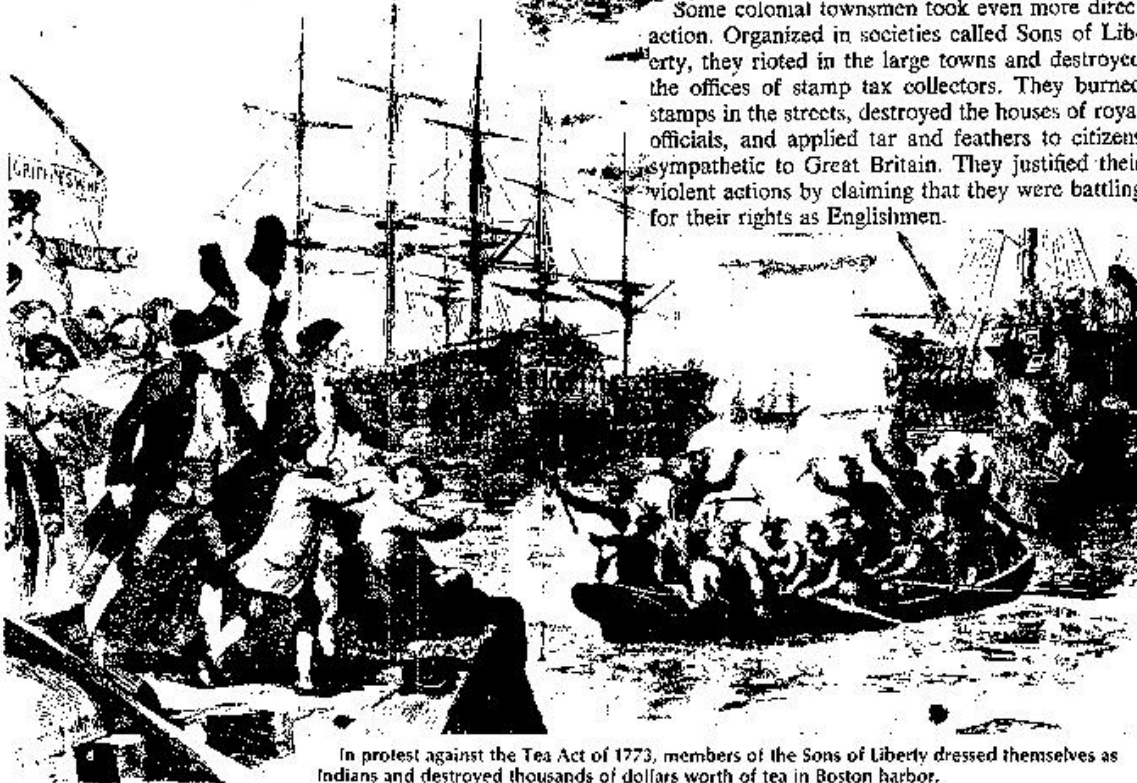 Some colonial townsmen took even more direc
action. Organized in societies called Sons of Lib-
erty, they rioted in the large towns and destroyed
the offices of stamp tax collectors. They burned
stamps in the streets, destroyed the houses of roya
officials, and applied tar and feathers to citizens
sympathetic to Great Britain. They justified their
violent actions by claiming that they were battling
for their rights as Englishmen.
In protest against the Tea Act of 1773, members of the Sons of Liberty dressed themselves as
Indians and destroyed thousands of dollars worth of tea in Boston harbor.